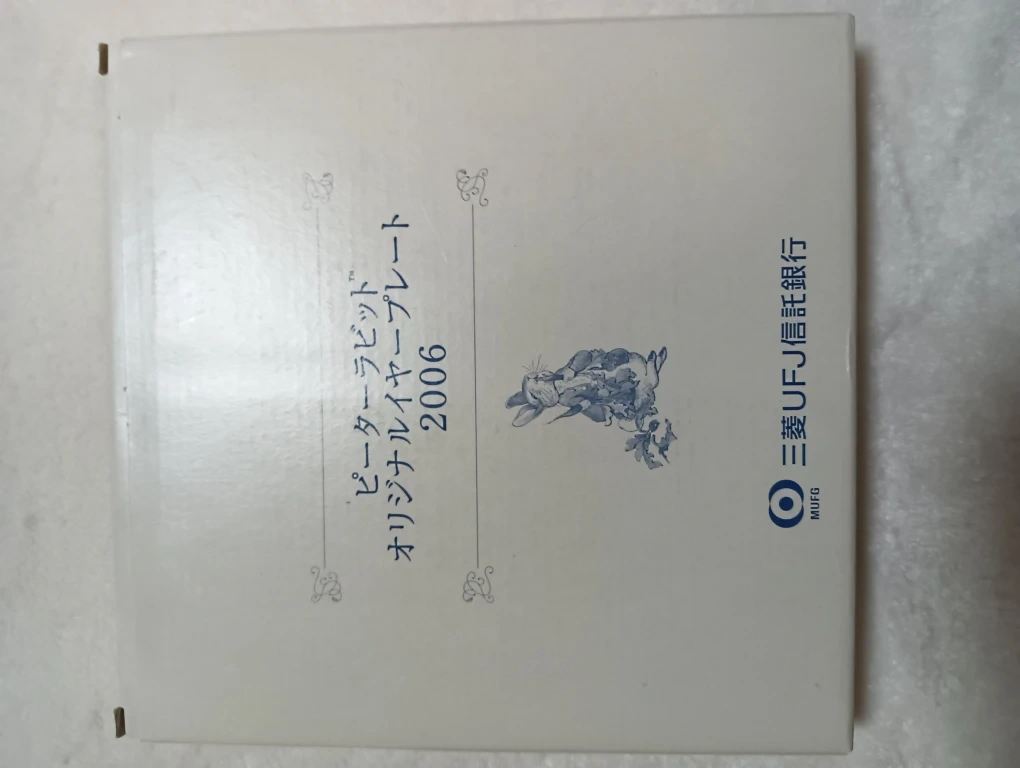 ピーターラビット™
オリジナルイヤープレート
2006
三菱UFJ信託銀行
MUFG